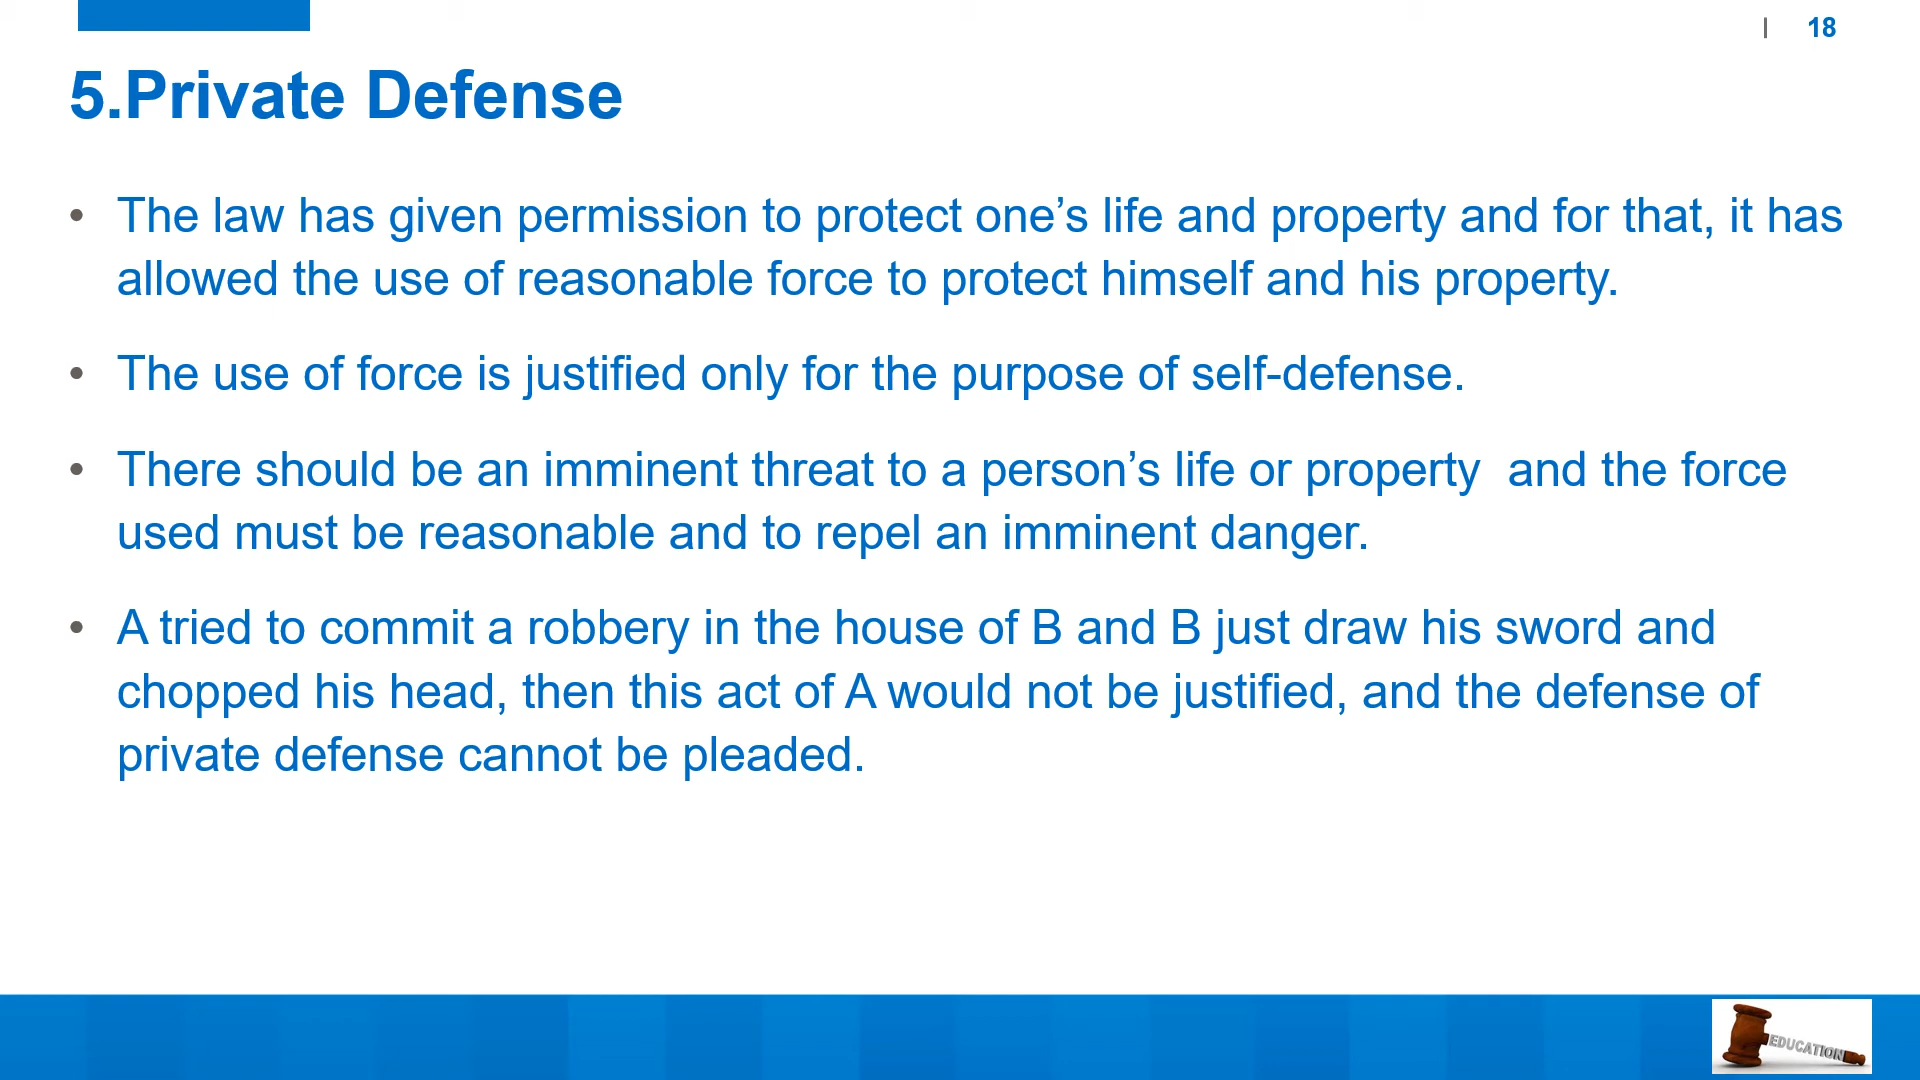 18
5.Private Defense
• The law has given permission to protect one’s life and property and for that, it has
allowed the use of reasonable force to protect himself and his property.
• The use of force is justified only for the purpose of self-defense.
• There should be an imminent threat to a person’s life or property  and the force
used must be reasonable and to repel an imminent danger.
• A tried to commit a robbery in the house of B and B just draw his sword and
chopped his head, then this act of A would not be justified, and the defense of
private defense cannot be pleaded.
EDUCATION